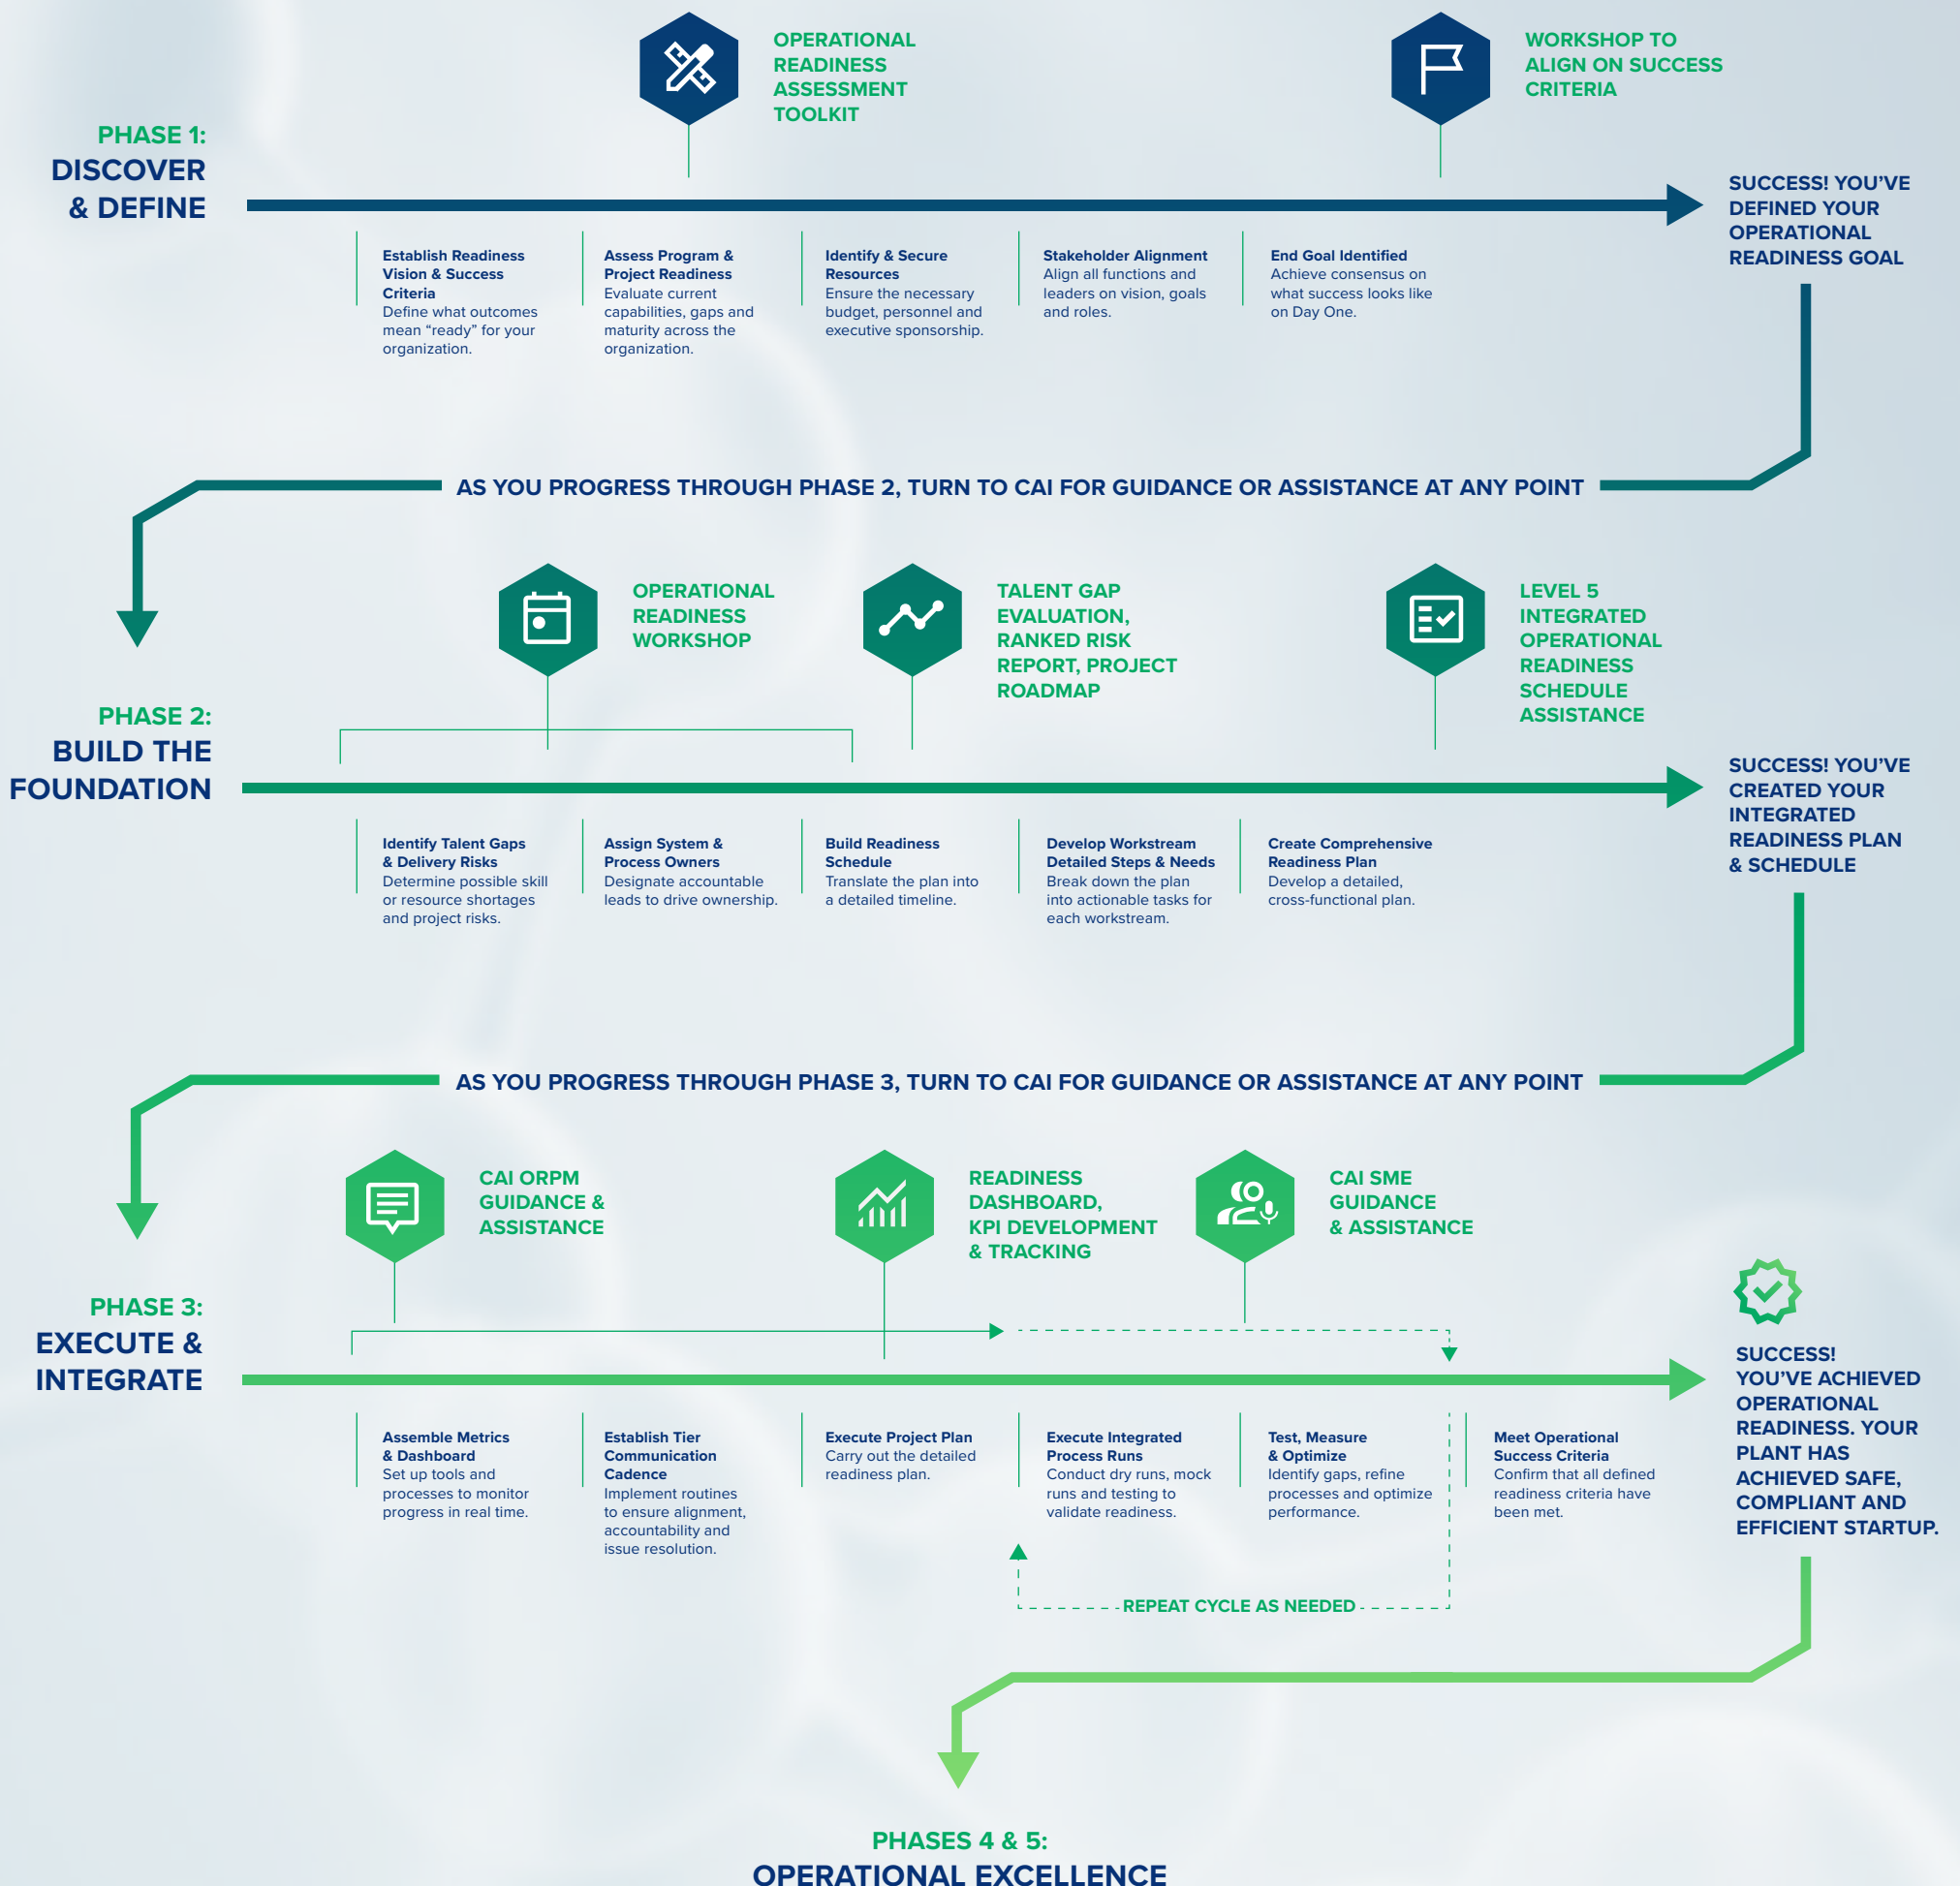 OPERATIONAL
READINESS
ASSESSMENT
TOOLKIT
WORKSHOP TO
ALIGN ON SUCCESS
CRITERIA
PHASE 1:
DISCOVER
& DEFINE
SUCCESS! YOU’VE
DEFINED YOUR
OPERATIONAL
READINESS GOAL
Establish Readiness
Vision & Success
Criteria
Define what outcomes
mean “ready” for your
organization.
Assess Program &
Project Readiness
Evaluate current
capabilities, gaps and
maturity across the
organization.
Identify & Secure
Resources
Ensure the necessary
budget, personnel and
executive sponsorship.
Stakeholder Alignment
Align all functions and
leaders on vision, goals
and roles.
End Goal Identified
Achieve consensus on
what success looks like
on Day One.
AS YOU PROGRESS THROUGH PHASE 2, TURN TO CAI FOR GUIDANCE OR ASSISTANCE AT ANY POINT
OPERATIONAL
READINESS
WORKSHOP
TALENT GAP
EVALUATION,
RANKED RISK
REPORT, PROJECT
ROADMAP
LEVEL 5
INTEGRATED
OPERATIONAL
READINESS
SCHEDULE
ASSISTANCE
PHASE 2:
BUILD THE
FOUNDATION
SUCCESS! YOU’VE
CREATED YOUR
INTEGRATED
READINESS PLAN
& SCHEDULE
Identify Talent Gaps
& Delivery Risks
Determine possible skill
or resource shortages
and project risks.
Assign System &
Process Owners
Designate accountable
leads to drive ownership.
Build Readiness
Schedule
Translate the plan into
a detailed timeline.
Develop Workstream
Detailed Steps & Needs
Break down the plan
into actionable tasks for
each workstream.
Create Comprehensive
Readiness Plan
Develop a detailed,
cross-functional plan.
AS YOU PROGRESS THROUGH PHASE 3, TURN TO CAI FOR GUIDANCE OR ASSISTANCE AT ANY POINT
CAI ORPM
GUIDANCE &
ASSISTANCE
READINESS
DASHBOARD,
KPI DEVELOPMENT
& TRACKING
CAI SME
GUIDANCE
& ASSISTANCE
PHASE 3:
EXECUTE &
INTEGRATE
SUCCESS!
YOU’VE ACHIEVED
OPERATIONAL
READINESS. YOUR
PLANT HAS
ACHIEVED SAFE,
COMPLIANT AND
EFFICIENT STARTUP.
Assemble Metrics
& Dashboard
Set up tools and
processes to monitor
progress in real time.
Establish Tier
Communication
Cadence
Implement routines
to ensure alignment,
accountability and
issue resolution.
Execute Project Plan
Carry out the detailed
readiness plan.
Execute Integrated
Process Runs
Conduct dry runs, mock
runs and testing to
validate readiness.
Test, Measure
& Optimize
Identify gaps, refine
processes and optimize
performance.
Meet Operational
Success Criteria
Confirm that all defined
readiness criteria have
been met.
REPEAT CYCLE AS NEEDED
PHASES 4 & 5:
OPERATIONAL EXCELLENCE